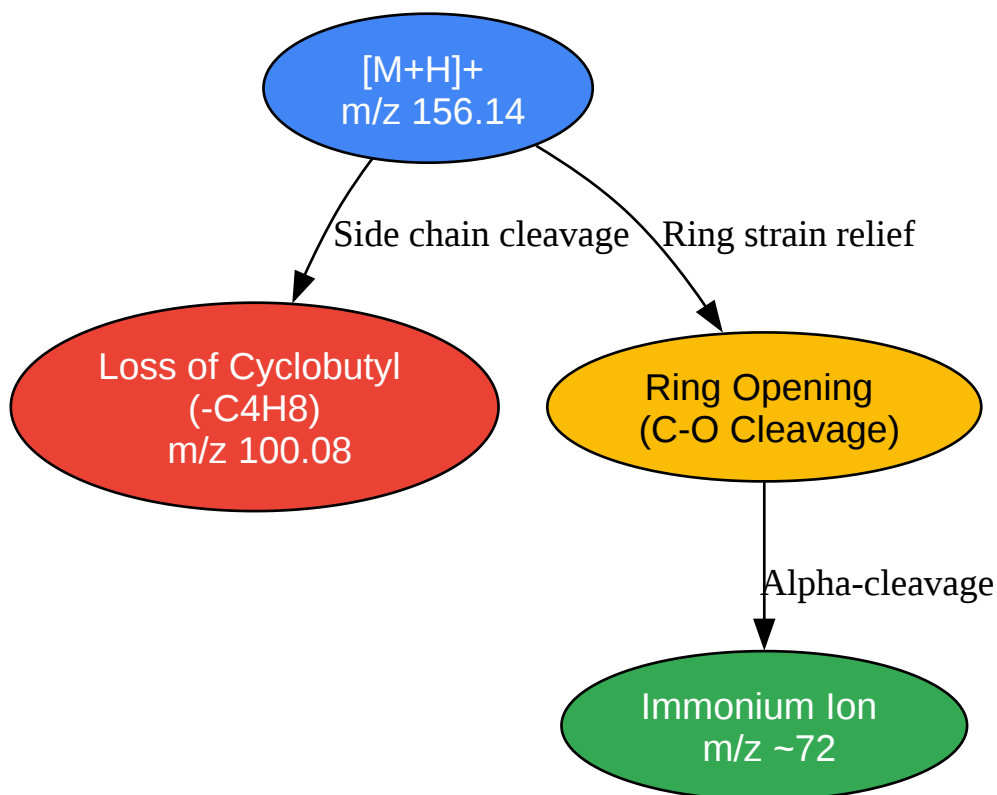 [M+H]+
m/z 156.14
Side chain cleavage
Ring strain relief
Loss of Cyclobutyl
(-C4H8)
m/z 100.08
Ring Opening
(C-O Cleavage)
Alpha-cleavage
Immonium Ion
m/z ~72